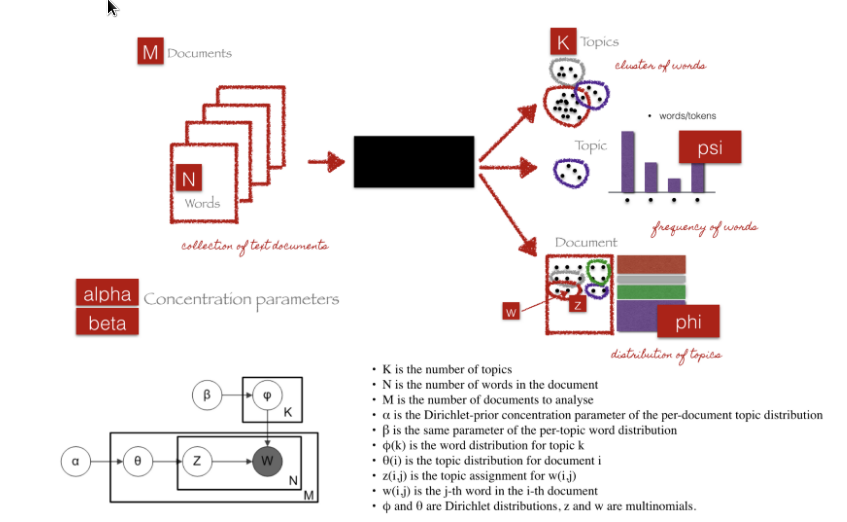 M Documents
K Topics
cluster of words
• words/tokens
N
Words
Topic
psi
collection of text documents
frequency of words
Document
alpha
beta
Concentration parameters
w
z
phi
distribution of topics
β
φ
K
α
θ
Z
W
N
M
• K is the number of topics
• N is the number of words in the document
• M is the number of documents to analyse
• α is the Dirichlet-prior concentration parameter of the per-document topic distribution
• β is the same parameter of the per-topic word distribution
• ϕ(k) is the word distribution for topic k
• θ(i) is the topic distribution for document i
• z(i,j) is the topic assignment for w(i,j)
• w(i,j) is the j-th word in the i-th document
• ϕ and θ are Dirichlet distributions, z and w are multinomials.